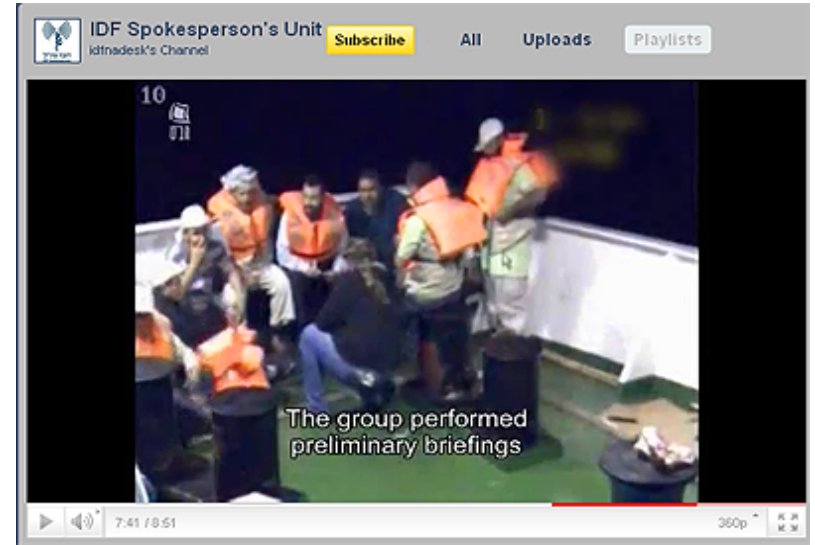 IDF Spokesperson's Unit
idfnadesk's Channel
Subscribe
All
Uploads
Playlists
10
The group performed
preliminary briefings
7:41 / 8:51
360p